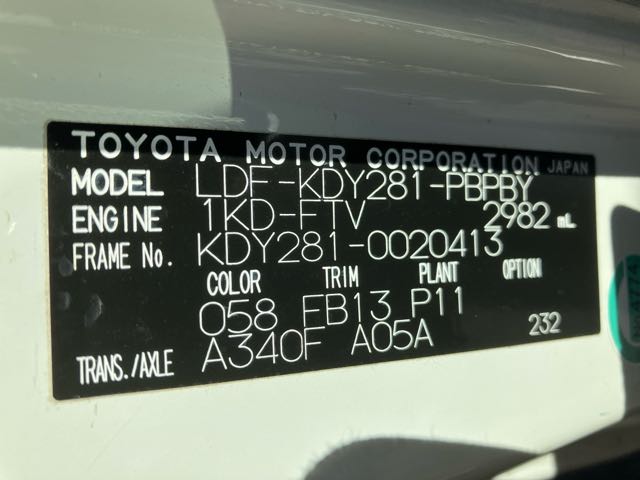 TOYOTA MOTOR CORPORATION JAPAN
MODEL LDF-KDY281-PBPBY
ENGINE 1KD-FTV 2982 mL
FRAME No. KDY281-0020413
COLOR TRIM PLANT OPTION
058 FB13 P11
TRANS./AXLE A340F A05A 232